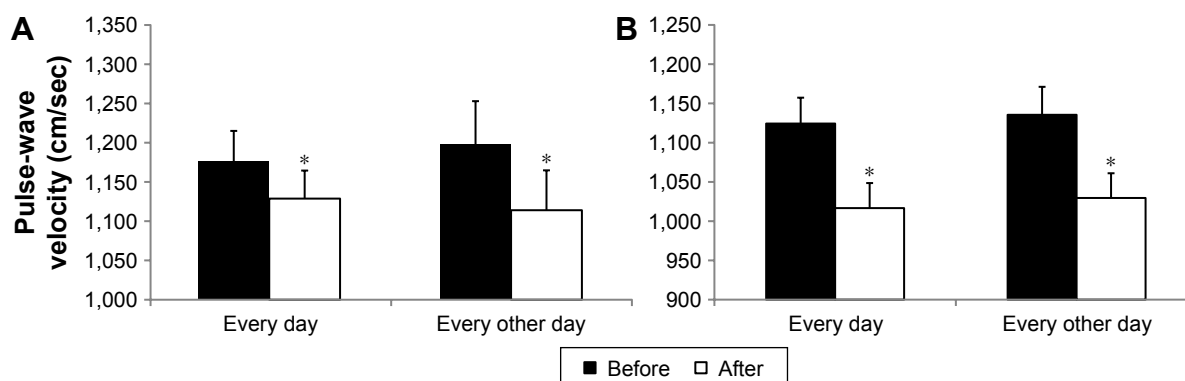 A
Pulse-wave
velocity (cm/sec)
1,350
1,300
1,250
1,200
1,150
1,100
1,050
1,000
*
*
Every day
Every other day
B
1,250
1,200
1,150
1,100
1,050
1,000
950
900
*
*
Every day
Every other day
Before After